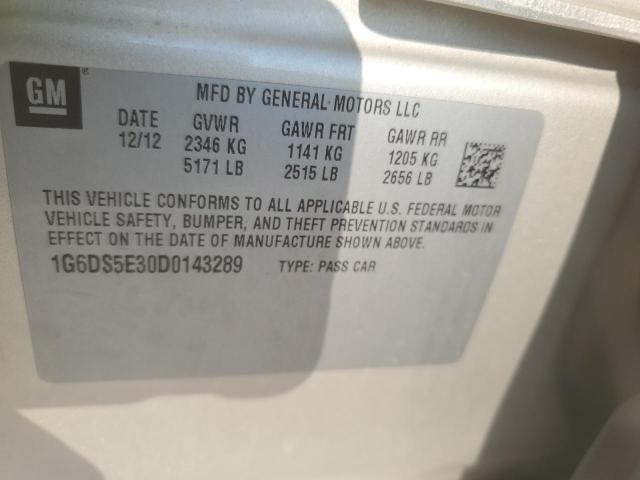 GM ®
MFD BY GENERAL MOTORS LLC
DATE GVWR GAWR FRT GAWR RR
12/12 2346 KG 1141 KG 1205 KG
5171 LB 2515 LB 2656 LB
THIS VEHICLE CONFORMS TO ALL APPLICABLE U.S. FEDERAL MOTOR
VEHICLE SAFETY, BUMPER, AND THEFT PREVENTION STANDARDS IN
EFFECT ON THE DATE OF MANUFACTURE SHOWN ABOVE.
1G6DS5E30D0143289 TYPE: PASS CAR